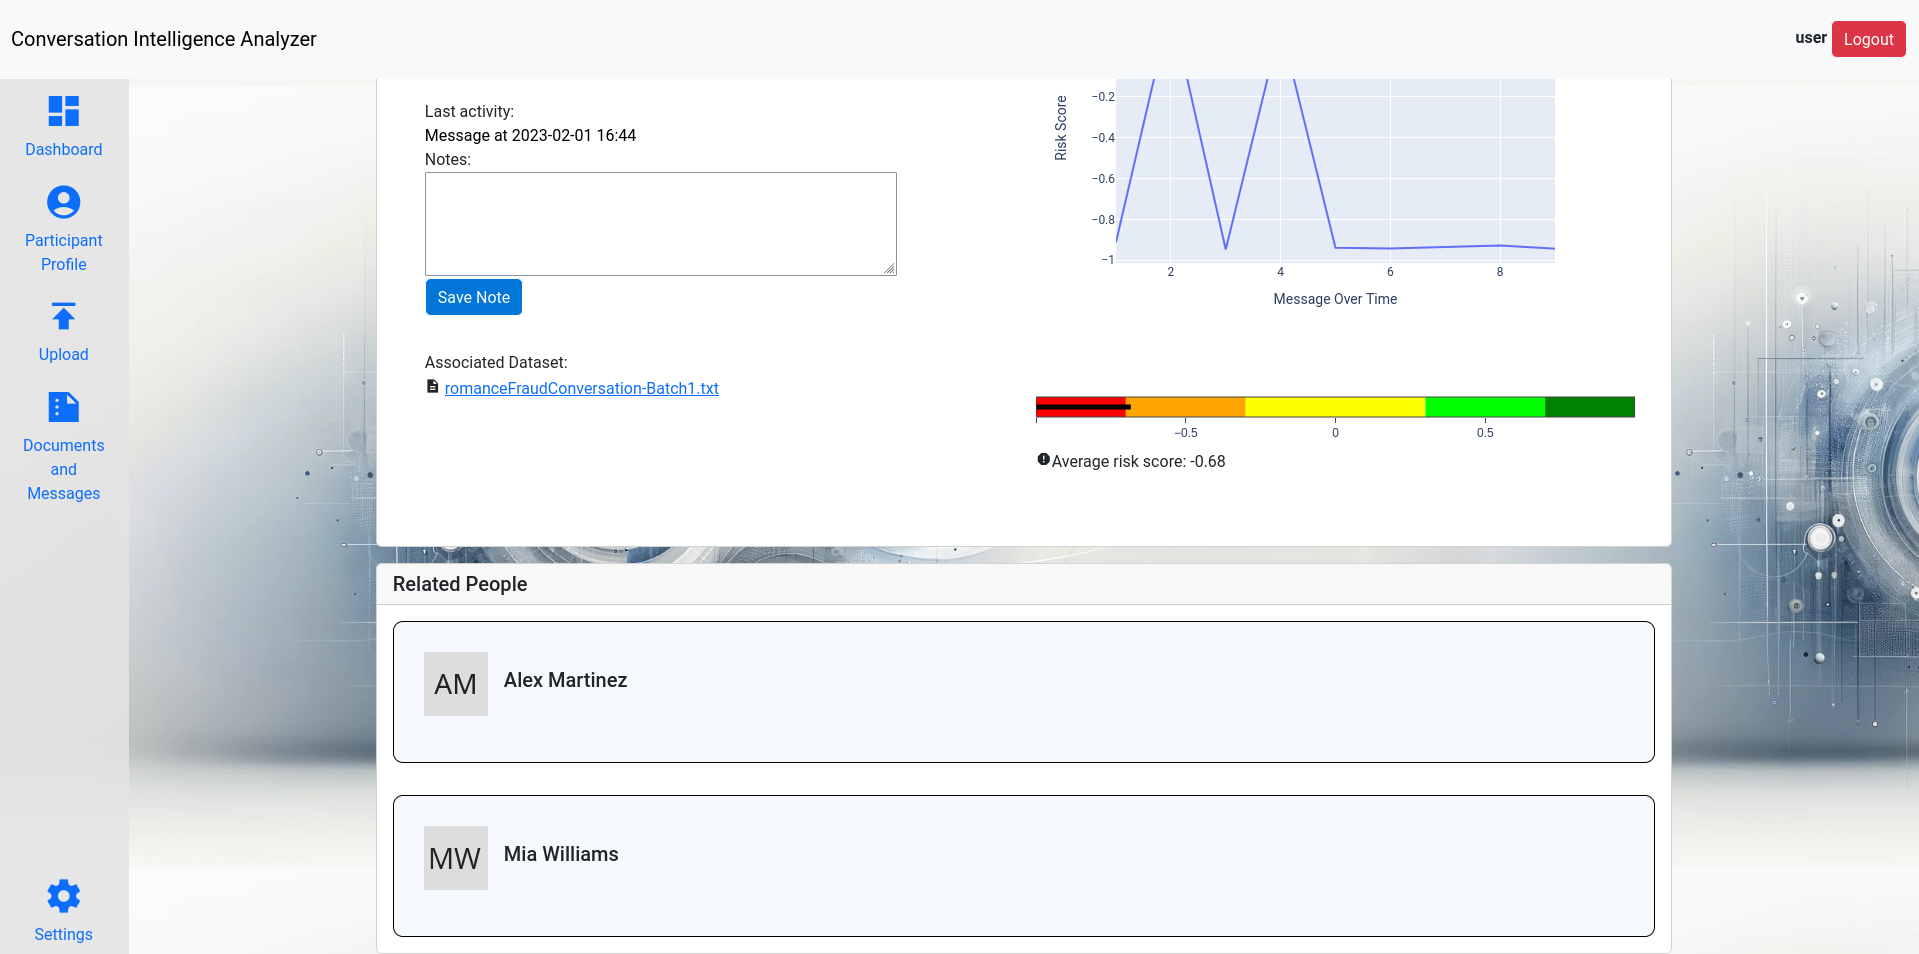 Conversation Intelligence Analyzer
user
Logout
Dashboard
Participant
Profile
Upload
Documents
and
Messages
Settings
Last activity:
Message at 2023-02-01 16:44
Notes:
Save Note
Associated Dataset:
romanceFraudConversation-Batch1.txt
Risk Score
−0.2
−0.4
−0.6
−0.8
−1
2 4 6 8
Message Over Time
−0.5 0 0.5
Average risk score: -0.68
Related People
AM
Alex Martinez
MW
Mia Williams